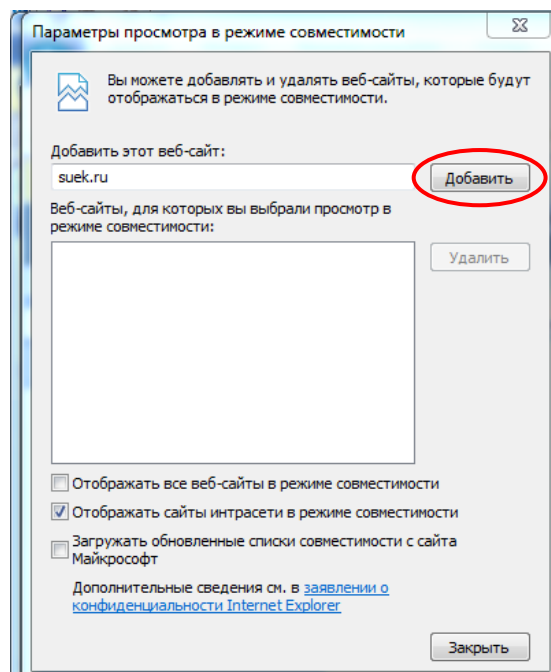 Параметры просмотра в режиме совместимости
Вы можете добавлять и удалять веб-сайты, которые будут
отображаться в режиме совместимости.
Добавить этот веб-сайт:
suek.ru
Добавить
Веб-сайты, для которых вы выбрали просмотр в
режиме совместимости:
Удалить
Отображать все веб-сайты в режиме совместимости
Отображать сайты интрасети в режиме совместимости
Загружать обновленные списки совместимости с сайта
Майкрософт
Дополнительные сведения см. в заявлении о
конфиденциальности Internet Explorer
Закрыть